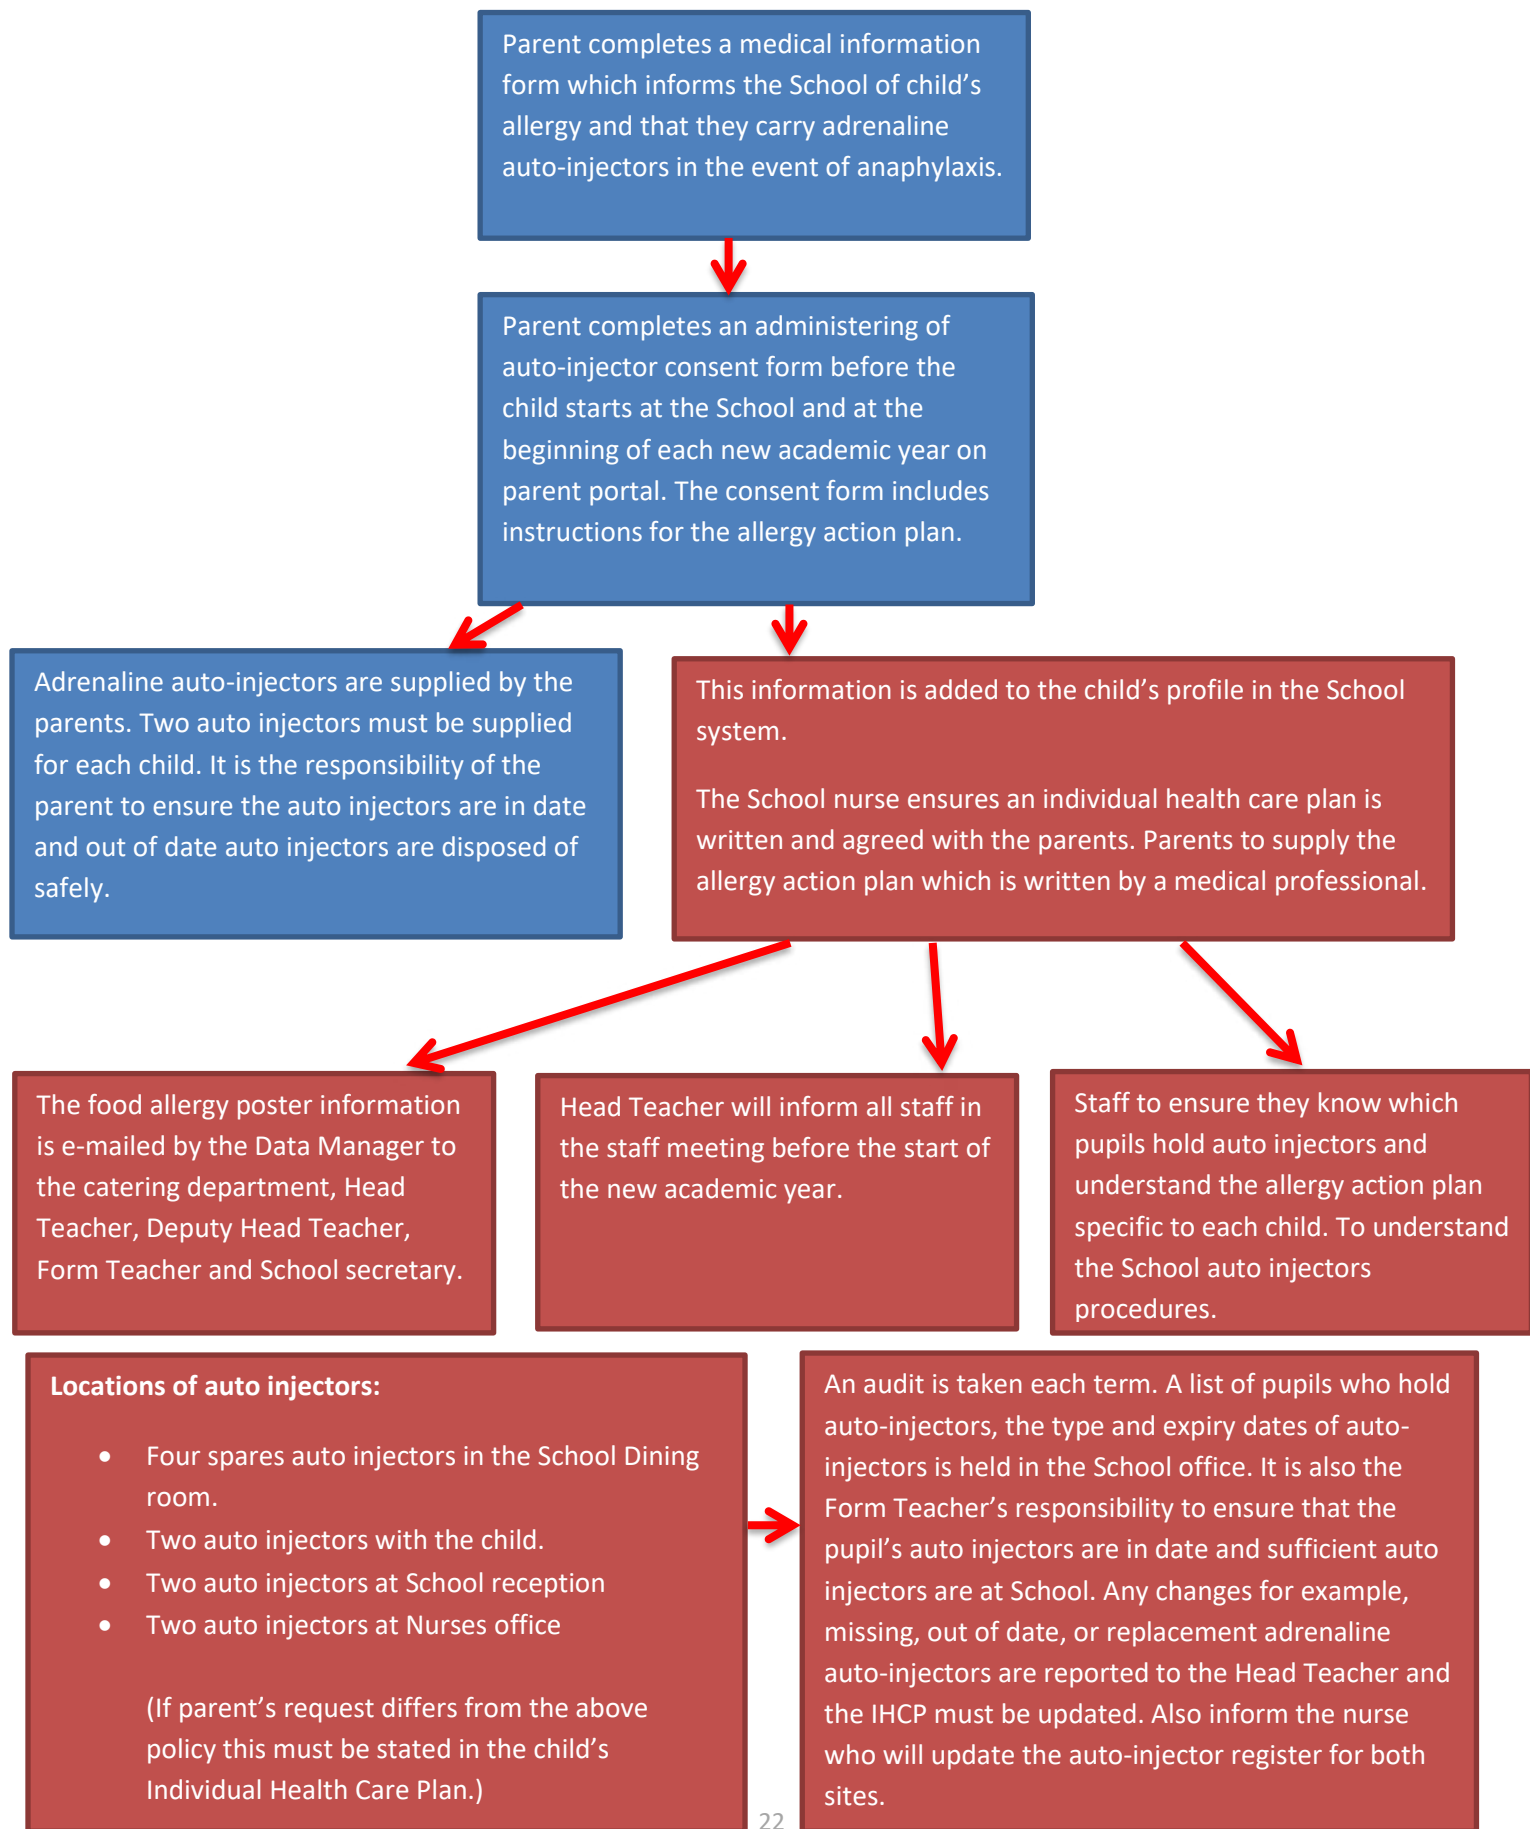 Parent completes a medical information
form which informs the School of child’s
allergy and that they carry adrenaline
auto-injectors in the event of anaphylaxis.
Parent completes an administering of
auto-injector consent form before the
child starts at the School and at the
beginning of each new academic year on
parent portal. The consent form includes
instructions for the allergy action plan.
Adrenaline auto-injectors are supplied by the
parents. Two auto injectors must be supplied
for each child. It is the responsibility of the
parent to ensure the auto injectors are in date
and out of date auto injectors are disposed of
safely.
This information is added to the child’s profile in the School
system.
The School nurse ensures an individual health care plan is
written and agreed with the parents. Parents to supply the
allergy action plan which is written by a medical professional.
The food allergy poster information
is e-mailed by the Data Manager to
the catering department, Head
Teacher, Deputy Head Teacher,
Form Teacher and School secretary.
Head Teacher will inform all staff in
the staff meeting before the start of
the new academic year.
Staff to ensure they know which
pupils hold auto injectors and
understand the allergy action plan
specific to each child. To understand
the School auto injectors
procedures.
Locations of auto injectors:
• Four spares auto injectors in the School Dining
room.
• Two auto injectors with the child.
• Two auto injectors at School reception
• Two auto injectors at Nurses office
(If parent’s request differs from the above
policy this must be stated in the child’s
Individual Health Care Plan.)
An audit is taken each term. A list of pupils who hold
auto-injectors, the type and expiry dates of auto-
injectors is held in the School office. It is also the
Form Teacher’s responsibility to ensure that the
pupil’s auto injectors are in date and sufficient auto
injectors are at School. Any changes for example,
missing, out of date, or replacement adrenaline
auto-injectors are reported to the Head Teacher and
the IHCP must be updated. Also inform the nurse
who will update the auto-injector register for both
sites.
22